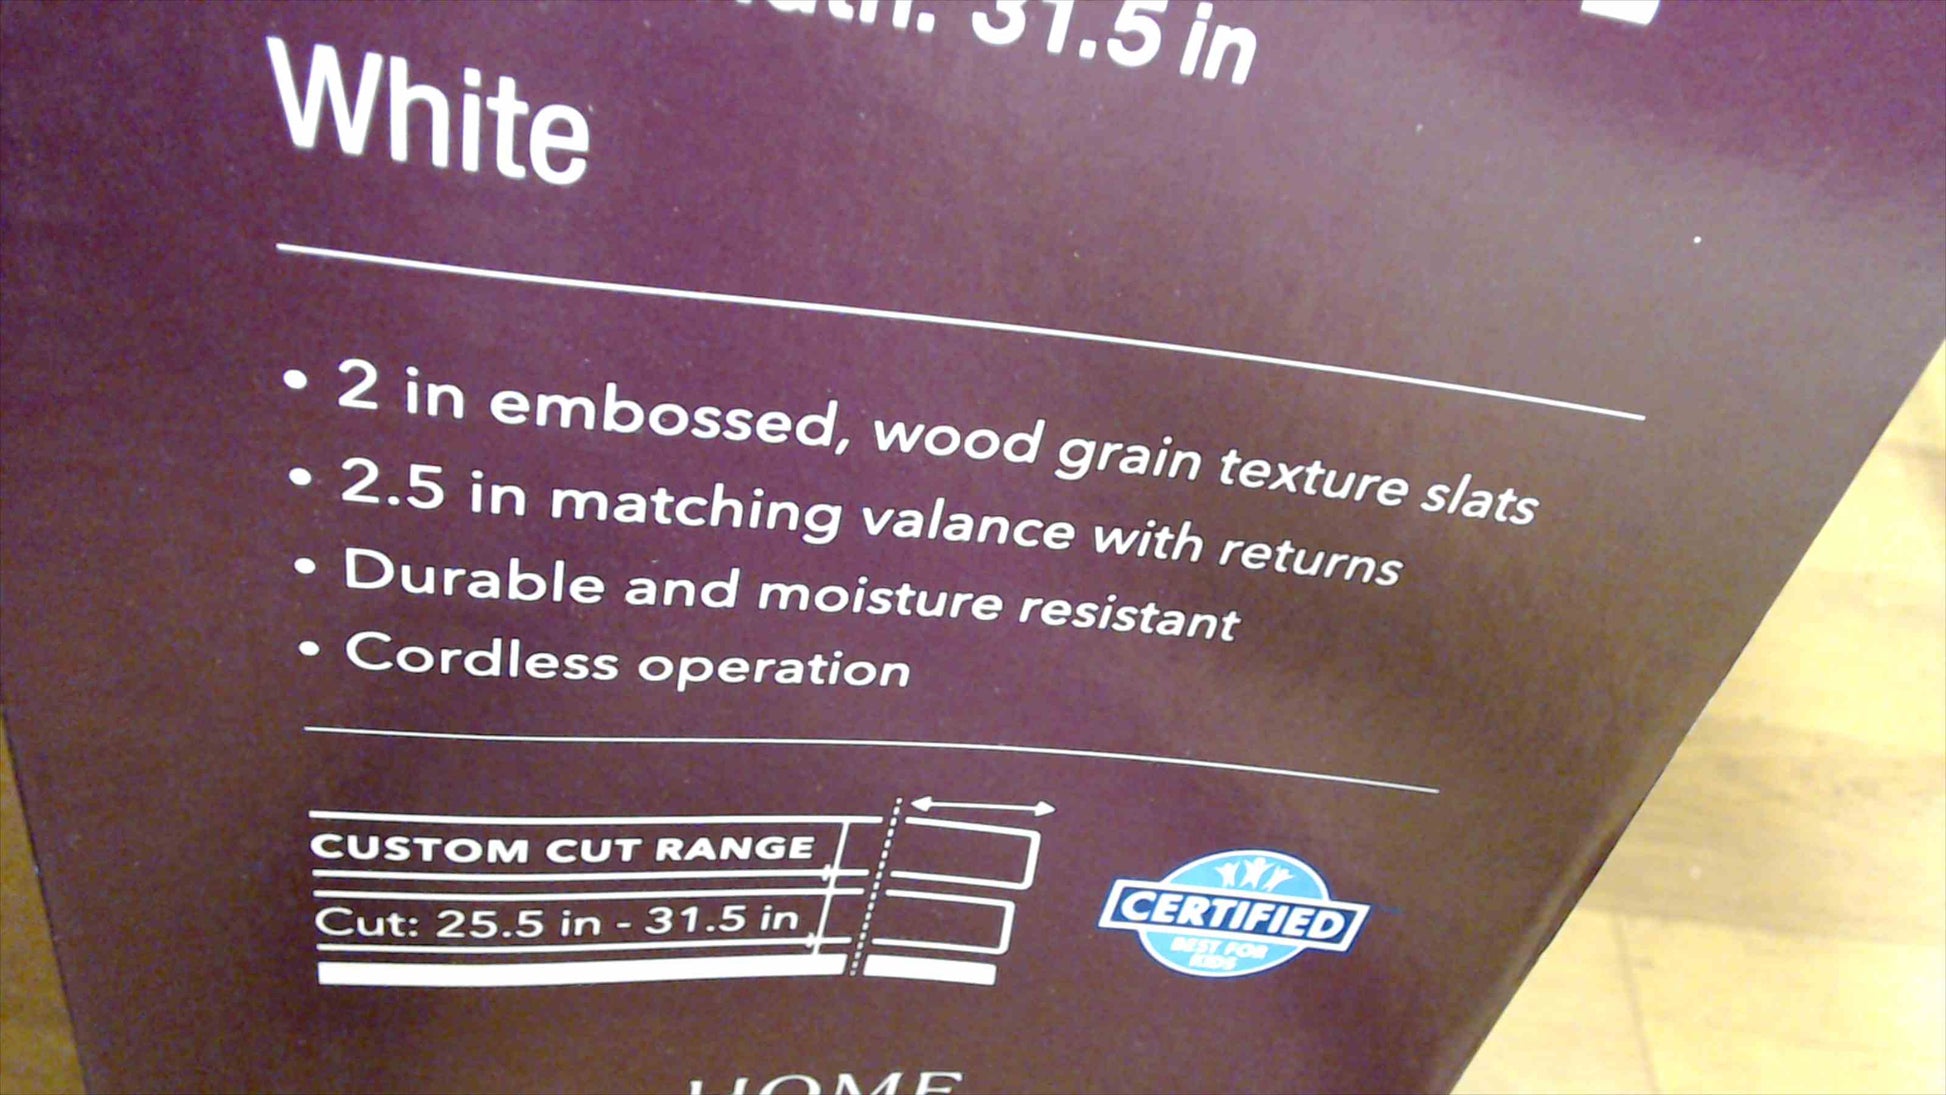 31.5 in
White
• 2 in embossed, wood grain texture slats
• 2.5 in matching valance with returns
• Durable and moisture resistant
• Cordless operation
CUSTOM CUT RANGE
Cut: 25.5 in - 31.5 in
CERTIFIED
BEST FOR
KIDS
HOME